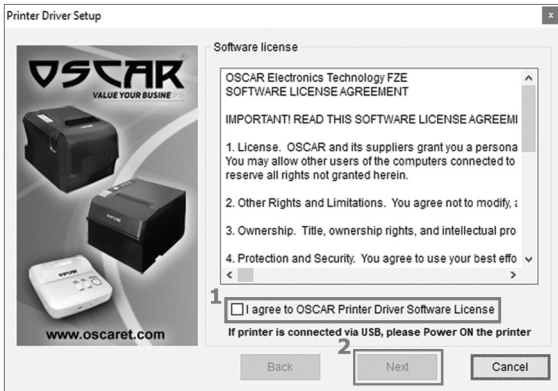 Printer Driver Setup
x
OSCAR
VALUE YOUR BUSINE
OSCAR
OSCAR
www.oscaret.com
Software license
OSCAR Electronics Technology FZE
SOFTWARE LICENSE AGREEMENT
IMPORTANT! READ THIS SOFTWARE LICENSE AGREEMI
1. License. OSCAR and its suppliers grant you a persona
You may allow other users of the computers connected to
reserve all rights not granted herein.
2. Other Rights and Limitations. You agree not to modify,
3. Ownership. Title, ownership rights, and intellectual pro
4. Protection and Security. You agree to use your best effo
1
I agree to OSCAR Printer Driver Software License
If printer is connected via USB, please Power ON the printer
2
Back
Next
Cancel